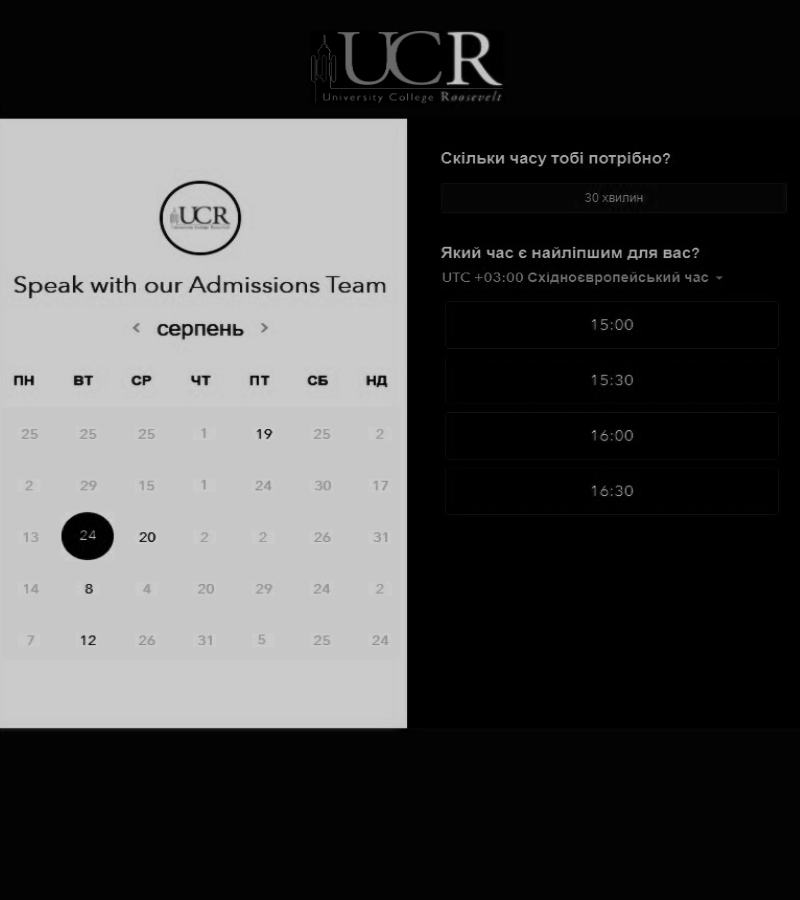 UCR
University College Roosevelt
UCR
University College Roosevelt
Speak with our Admissions Team
< серпень >
ПН ВТ СР ЧТ ПТ СБ НД
25 25 25 1 19 25 2
2 29 15 1 24 30 17
13 24 20 2 2 26 31
14 8 4 20 29 24 2
7 12 26 31 5 25 24
Скільки часу тобі потрібно?
30 хвилин
Який час є найліпшим для вас?
UTC +03:00 Східноєвропейський час
15:00
15:30
16:00
16:30